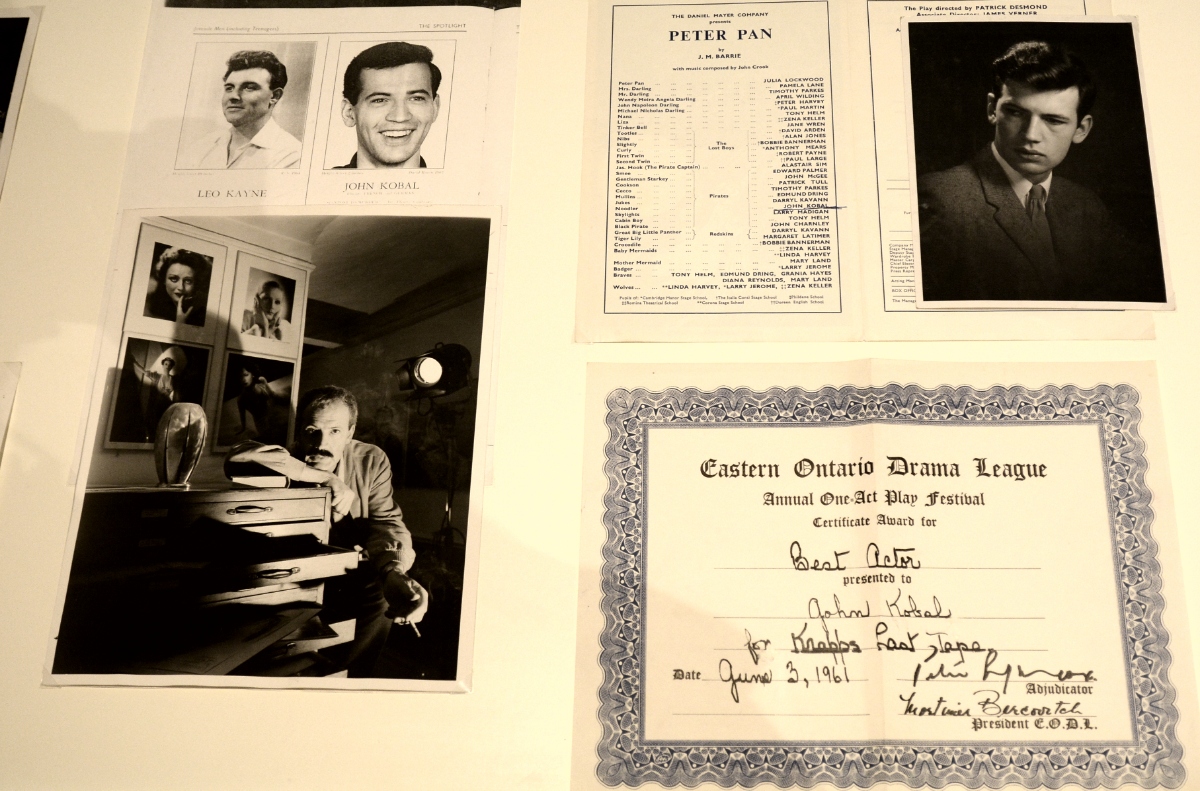 THE SPOTLIGHT
LEO KAYNE
JOHN KOBAL
THE DANIEL MAYER COMPANY
presents
PETER PAN
by
J. M. BARRIE
with music composed by John Crook
Peter Pan ... JULIA LOCKWOOD
Mrs. Darling ... PAMELA LANE
Mr. Darling ... TIMOTHY PARKES
Wendy Moira Angela Darling ... APRIL WILDING
John Napoleon Darling ... PETER HARVEY
Michael Nicholas Darling ... PAUL MARTIN
Nana ... TONY HELM
Liza ... ZENA KELLER
Tinker Bell ... JANE WREN
Tootles ... DAVID ARDEN
Nibs ... ALAN JONES
Slightly ... The Lost Boys BOBBIE BANNERMAN
Curly ... *ANTHONY MEARS
First Twin ... ROBERT PAYNE
Second Twin ... PAUL LARGE
Jas. Hook (The Pirate Captain) ... ALASTAIR SIM
Smee ... EDWARD PALMER
Gentleman Starkey ... JOHN McGEE
Cookson ... PATRICK TULL
Cecco ... TIMOTHY PARKES
Mullins ... Pirates EDMUND DRING
Jukes ... DARRYL KAVANN
Noodler ... JOHN KOBAL
Skylights ... LARRY MADIGAN
Cabin Boy ... TONY HELM
Black Pirate ... JOHN CHARNLEY
Great Big Little Panther ... Redskins DARRYL KAVANN
Tiger Lily ... MARGARET LATIMER
Crocodile ... BOBBIE BANNERMAN
Baby Mermaids ... ZENA KELLER
**LINDA HARVEY
Mother Mermaid ... MARY LAND
Badger ... *LARRY JEROME
Braves ... TONY HELM, EDMUND DRING, GRANIA HAYES
DIANA REYNOLDS, MARY LAND
Wolves ... **LINDA HARVEY, *LARRY JEROME, ZENA KELLER
The Play directed by PATRICK DESMOND
Associate Director: JAMES VERNER
Eastern Ontario Drama League
Annual One-Act Play Festival
Certificate Award for
Best Actor
presented to
John Kobal
for Krapps Last Tape.
Date June 3, 1961
Adjudicator
Mortimer Bercovitch
President E.O.D.L.